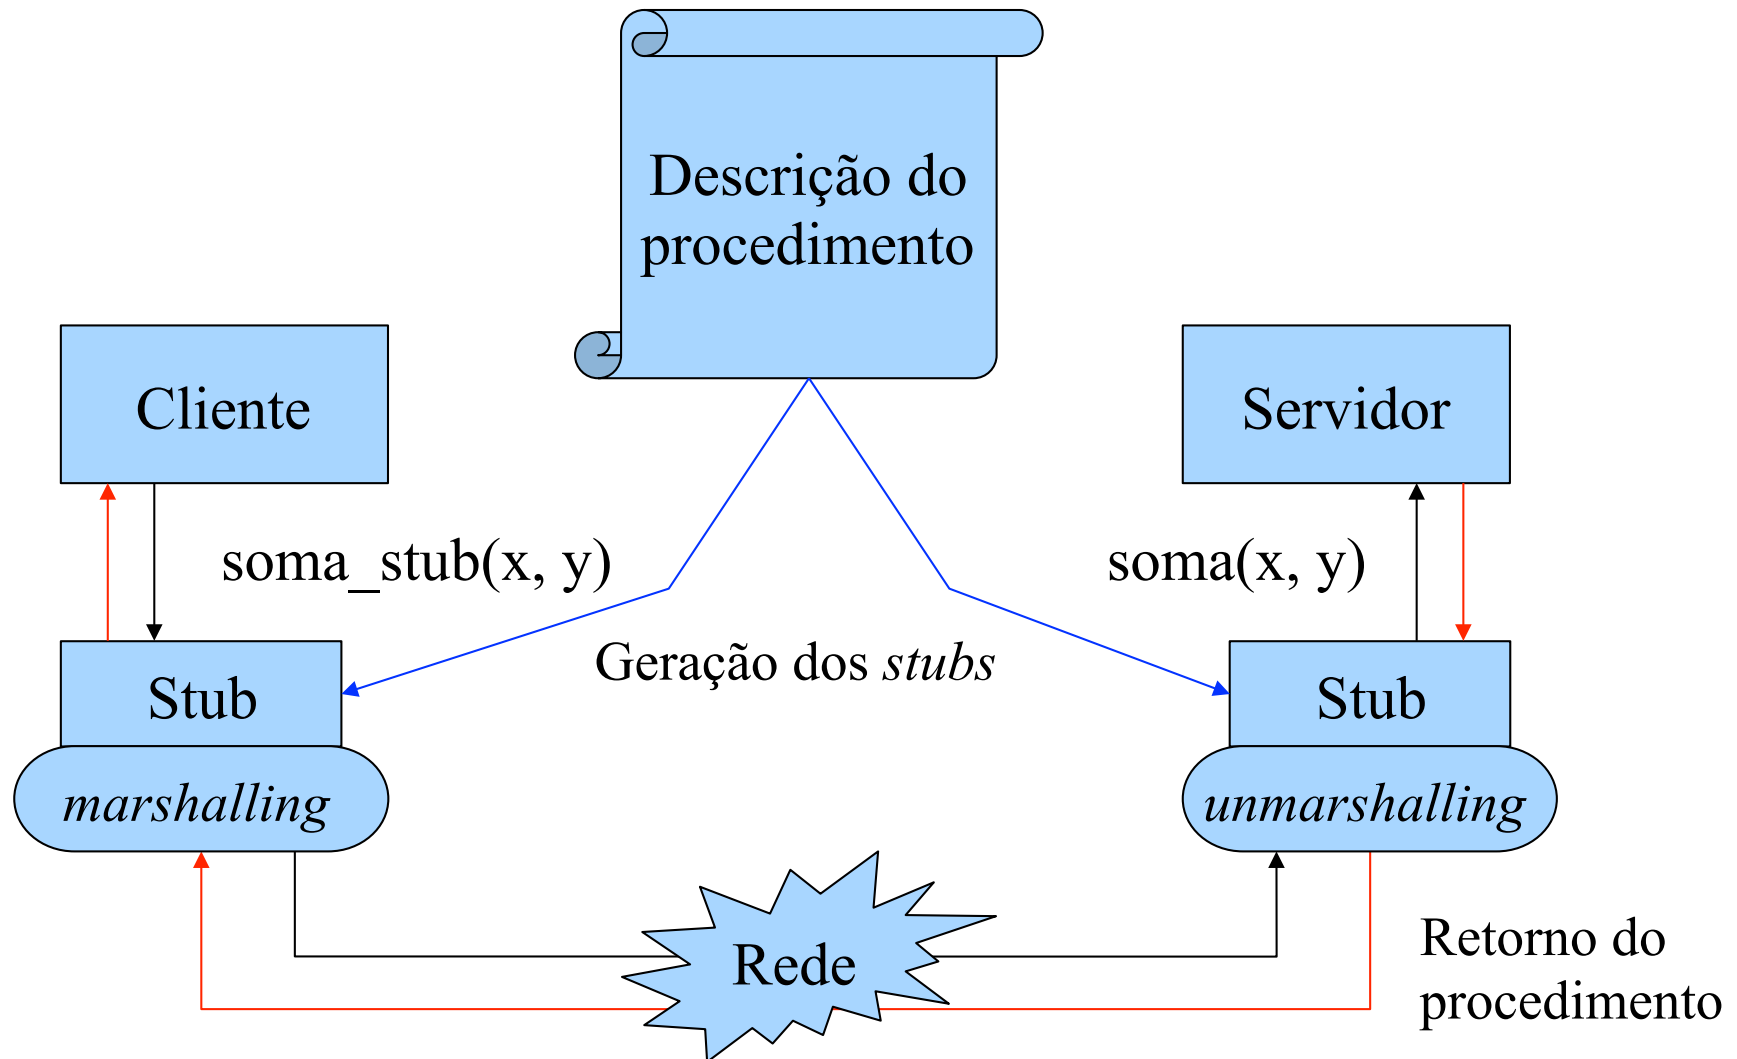 Descrição do
procedimento
Cliente
Servidor
soma_stub(x, y)
soma(x, y)
Geração dos stubs
Stub
Stub
marshalling
unmarshalling
Rede
Retorno do
procedimento